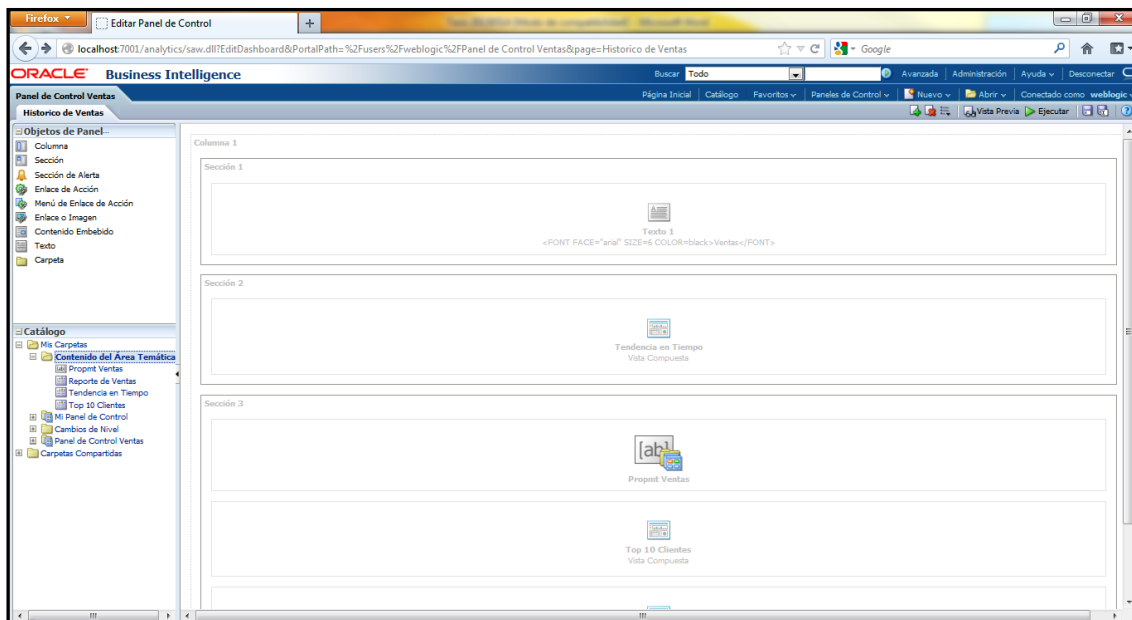 Firefox
Editar Panel de Control
localhost:7001/analytics/saw.dll?EditDashboard&PortalPath=%2Fusers%2Fweblogic%2FPanel de Control Ventas&page=Historico de Ventas
Google
ORACLE Business Intelligence
Buscar Todo
Avanzada Administración Ayuda Desconectar
Panel de Control Ventas
Página Inicial Catálogo Favoritos Paneles de Control Nuevo Abrir Conectado como weblogic
Historico de Ventas
Vista Previa Ejecutar
Objetos de Panel
Columna
Sección
Sección de Alerta
Enlace de Acción
Menú de Enlace de Acción
Enlace o Imagen
Contenido Embebido
Texto
Carpeta
Catálogo
Mis Carpetas
Contenido del Área Temática
Propmt Ventas
Reporte de Ventas
Tendencia en Tiempo
Top 10 Clientes
Mi Panel de Control
Cambios de Nivel
Panel de Control Ventas
Carpetas Compartidas
Columna 1
Sección 1
Texto 1
<FONT FACE="arial" SIZE=6 COLOR=black>Ventas</FONT>
Sección 2
Tendencia en Tiempo
Vista Compuesta
Sección 3
[ab]
Propmt Ventas
Top 10 Clientes
Vista Compuesta